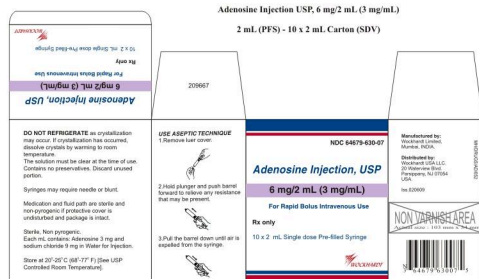 Adenosine Injection USP, 6 mg/2 mL (3 mg/mL)
2 mL (PFS) - 10 x 2 mL Carton (SDV)
Adenosine Injection, USP
6 mg/2 mL (3 mg/mL)
For Rapid Bolus Intravenous Use
Rx only
10 x 2 mL Single dose Pre-filled Syringe
WOCKHARDT
209667
DO NOT REFRIGERATE as crystallization
may occur. If crystallization has occurred,
dissolve crystals by warming to room
temperature.
The solution must be clear at the time of use.
Contains no preservatives. Discard unused
portion.
Syringes may require needle or blunt.
Medication and fluid path are sterile and
non-pyrogenic if protective cover is
undisturbed and package is intact.
Sterile. Non pyrogenic.
Each mL contains: Adenosine 3 mg and
sodium chloride 9 mg in Water for Injection.
Store at 20°-25°C (68°-77° F) [See USP
Controlled Room Temperature].
USE ASEPTIC TECHNIQUE
1.Remove luer cover.
2.Hold plunger and push barrel
forward to relieve any resistance
that may be present.
3.Pull the barrel down until air is
expelled from the syringe.
NDC 64679-630-07
Adenosine Injection, USP
6 mg/2 mL (3 mg/mL)
For Rapid Bolus Intravenous Use
Rx only
10 x 2 mL Single dose Pre-filled Syringe
WOCKHARDT
Manufactured by:
Wockhardt Limited,
Mumbai, INDIA.
Distributed by:
Wockhardt USA LLC.
20 Waterview Blvd.
Parsippany, NJ 07054
USA.
Iss.020609
NON VARNISH AREA